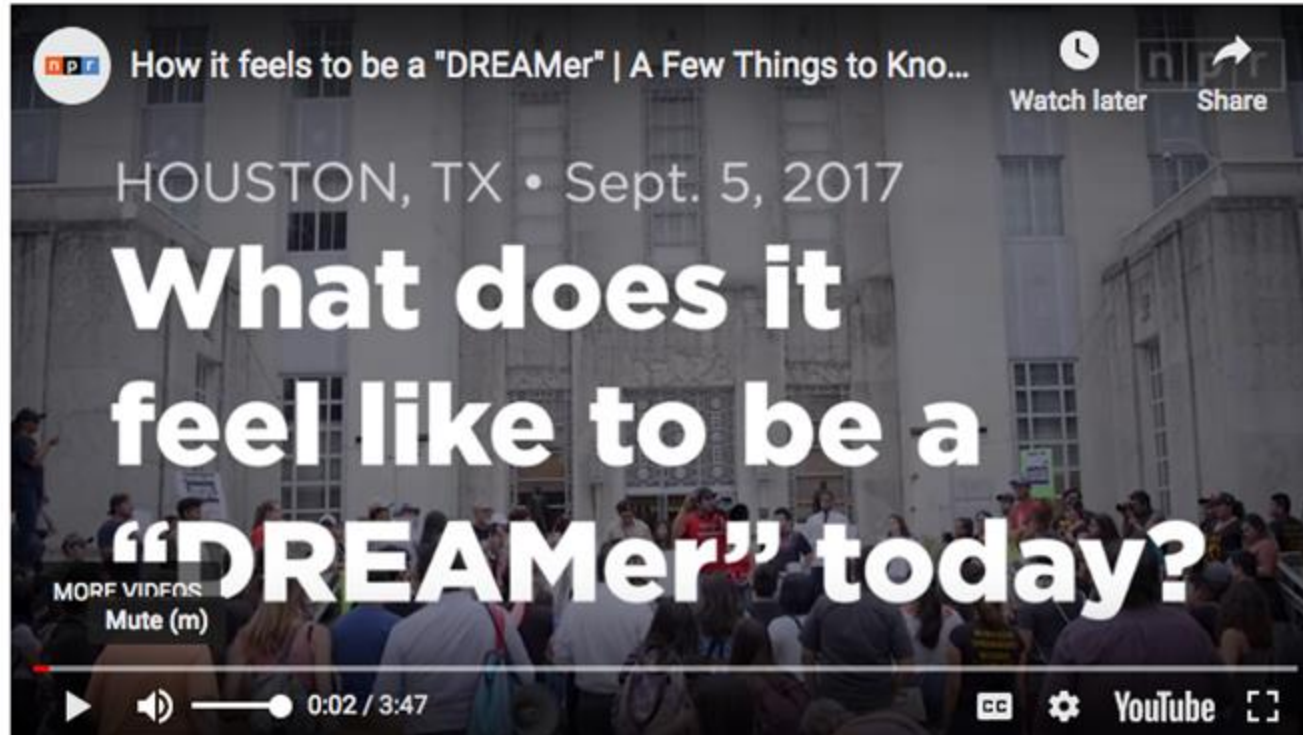 npr
How it feels to be a "DREAMer" | A Few Things to Kno...
npr
Watch later
Share
HOUSTON, TX • Sept. 5, 2017
What does it
feel like to be a
“DREAMer” today?
MORE VIDEOS
Mute (m)
0:02 / 3:47
CC
YouTube